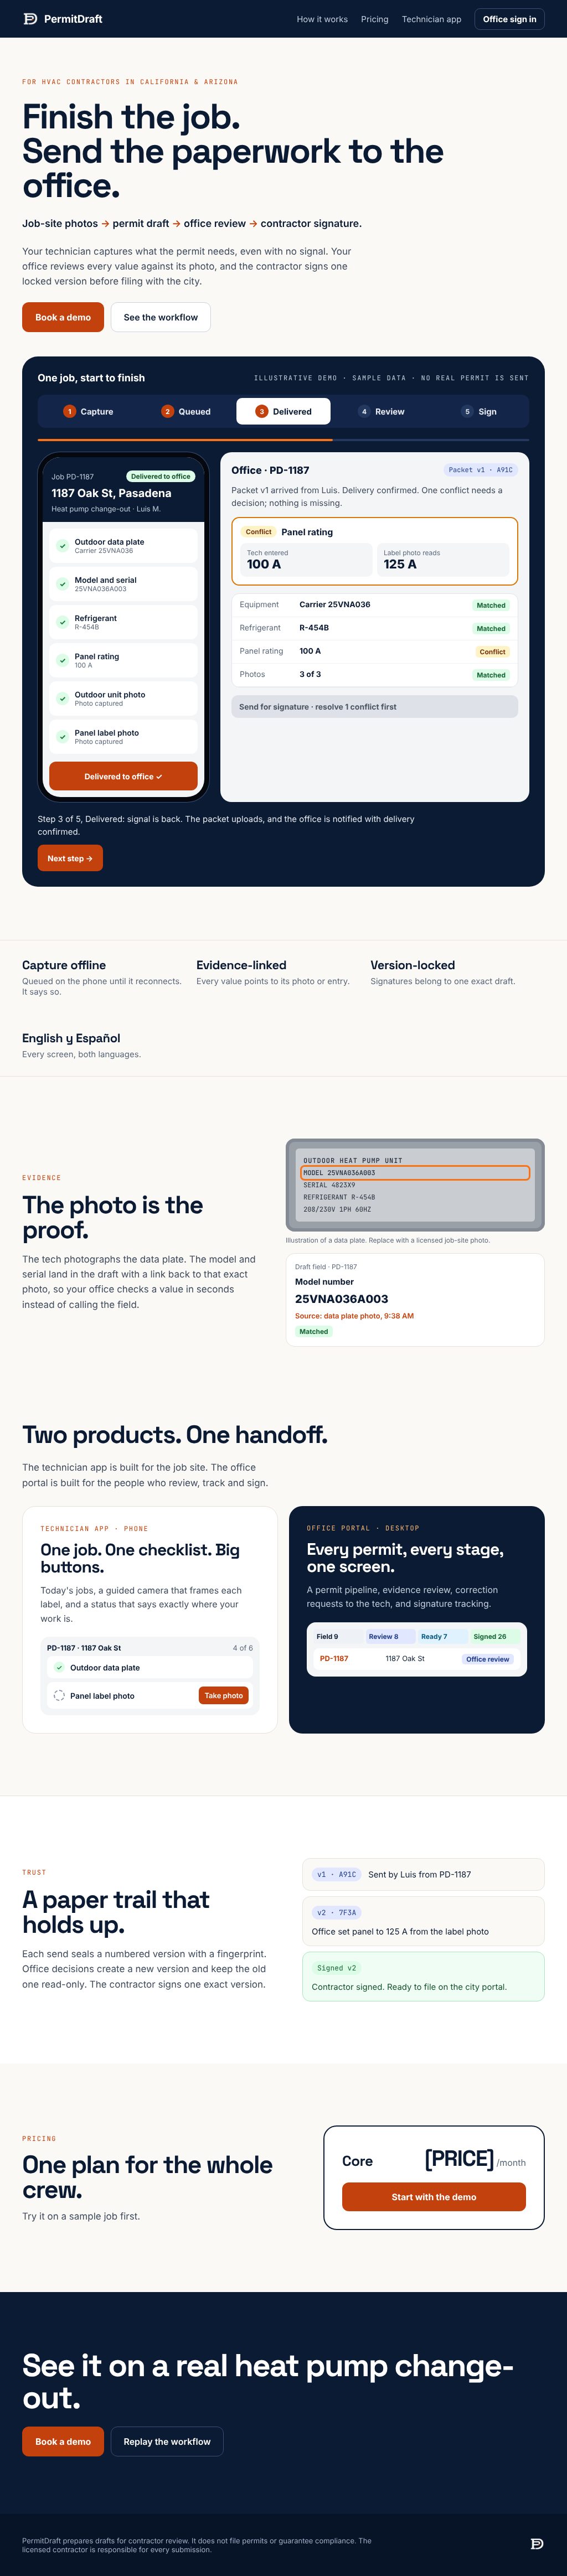 PermitDraft
How it works
Pricing
Technician app
Office sign in
FOR HVAC CONTRACTORS IN CALIFORNIA & ARIZONA
Finish the job.
Send the paperwork to the
office.
Job-site photos → permit draft → office review → contractor signature.
Your technician captures what the permit needs, even with no signal. Your
office reviews every value against its photo, and the contractor signs one
locked version before filing with the city.
Book a demo
See the workflow
One job, start to finish
ILLUSTRATIVE DEMO · SAMPLE DATA · NO REAL PERMIT IS SENT
1 Capture
2 Queued
3 Delivered
4 Review
5 Sign
Job PD-1187
Delivered to office
1187 Oak St, Pasadena
Heat pump change-out · Luis M.
✓ Outdoor data plate
Carrier 25VNA036
✓ Model and serial
25VNA036A003
✓ Refrigerant
R-454B
✓ Panel rating
100 A
✓ Outdoor unit photo
Photo captured
✓ Panel label photo
Photo captured
Delivered to office ✓
Office · PD-1187
Packet v1 · A91C
Packet v1 arrived from Luis. Delivery confirmed. One conflict needs a
decision; nothing is missing.
Conflict Panel rating
Tech entered
100 A
Label photo reads
125 A
Equipment Carrier 25VNA036 Matched
Refrigerant R-454B Matched
Panel rating 100 A Conflict
Photos 3 of 3 Matched
Send for signature · resolve 1 conflict first
Step 3 of 5, Delivered: signal is back. The packet uploads, and the office is notified with delivery
confirmed.
Next step →
Capture offline
Queued on the phone until it reconnects.
It says so.
Evidence-linked
Every value points to its photo or entry.
Version-locked
Signatures belong to one exact draft.
English y Español
Every screen, both languages.
EVIDENCE
The photo is the
proof.
The tech photographs the data plate. The model and
serial land in the draft with a link back to that exact
photo, so your office checks a value in seconds
instead of calling the field.
OUTDOOR HEAT PUMP UNIT
MODEL 25VNA036A003
SERIAL 4823X9
REFRIGERANT R-454B
208/230V 1PH 60HZ
Illustration of a data plate. Replace with a licensed job-site photo.
Draft field · PD-1187
Model number
25VNA036A003
Source: data plate photo, 9:38 AM
Matched
Two products. One handoff.
The technician app is built for the job site. The office
portal is built for the people who review, track and sign.
TECHNICIAN APP · PHONE
One job. One checklist. Big
buttons.
Today's jobs, a guided camera that frames each
label, and a status that says exactly where your
work is.
PD-1187 · 1187 Oak St 4 of 6
✓ Outdoor data plate
Panel label photo Take photo
OFFICE PORTAL · DESKTOP
Every permit, every stage,
one screen.
A permit pipeline, evidence review, correction
requests to the tech, and signature tracking.
Field 9 Review 8 Ready 7 Signed 26
PD-1187 1187 Oak St Office review
TRUST
A paper trail that
holds up.
Each send seals a numbered version with a fingerprint.
Office decisions create a new version and keep the old
one read-only. The contractor signs one exact version.
v1 · A91C Sent by Luis from PD-1187
v2 · 7F3A
Office set panel to 125 A from the label photo
Signed v2
Contractor signed. Ready to file on the city portal.
PRICING
One plan for the whole
crew.
Try it on a sample job first.
Core [PRICE] /month
Start with the demo
See it on a real heat pump change-
out.
Book a demo
Replay the workflow
PermitDraft prepares drafts for contractor review. It does not file permits or guarantee compliance. The
licensed contractor is responsible for every submission.